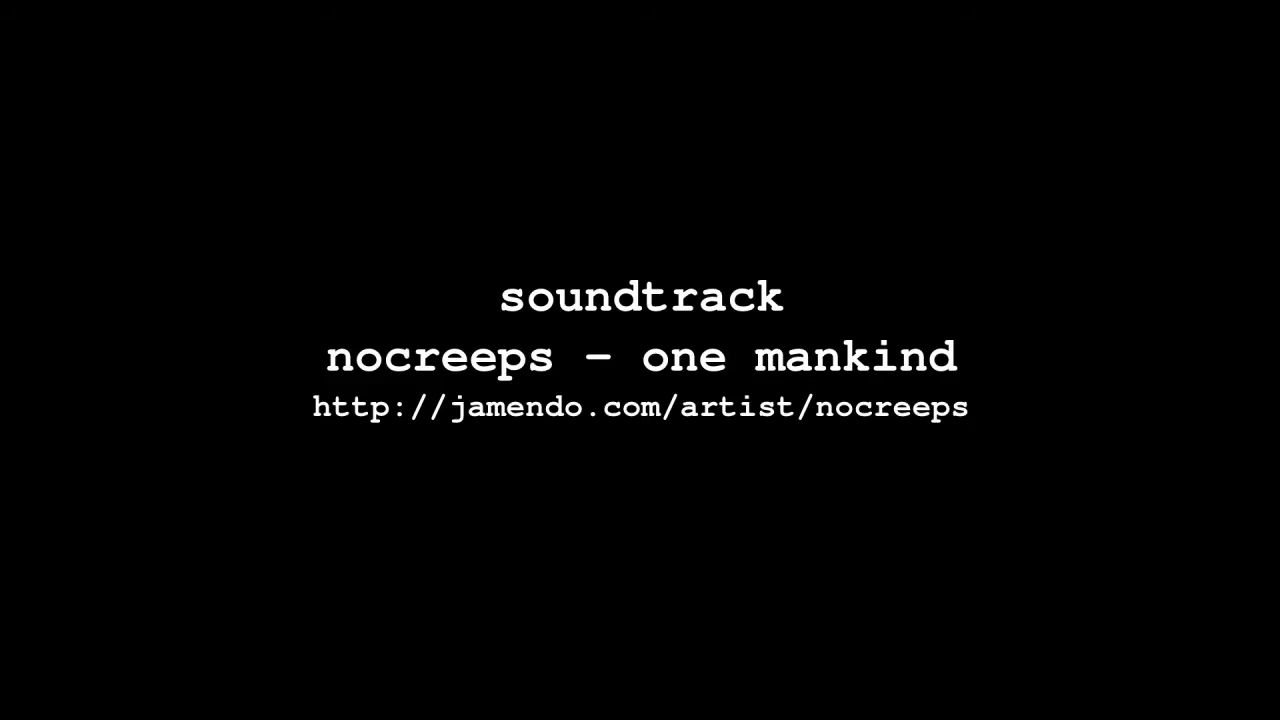 soundtrack
nocreeps – one mankind
http://jamendo.com/artist/nocreeps